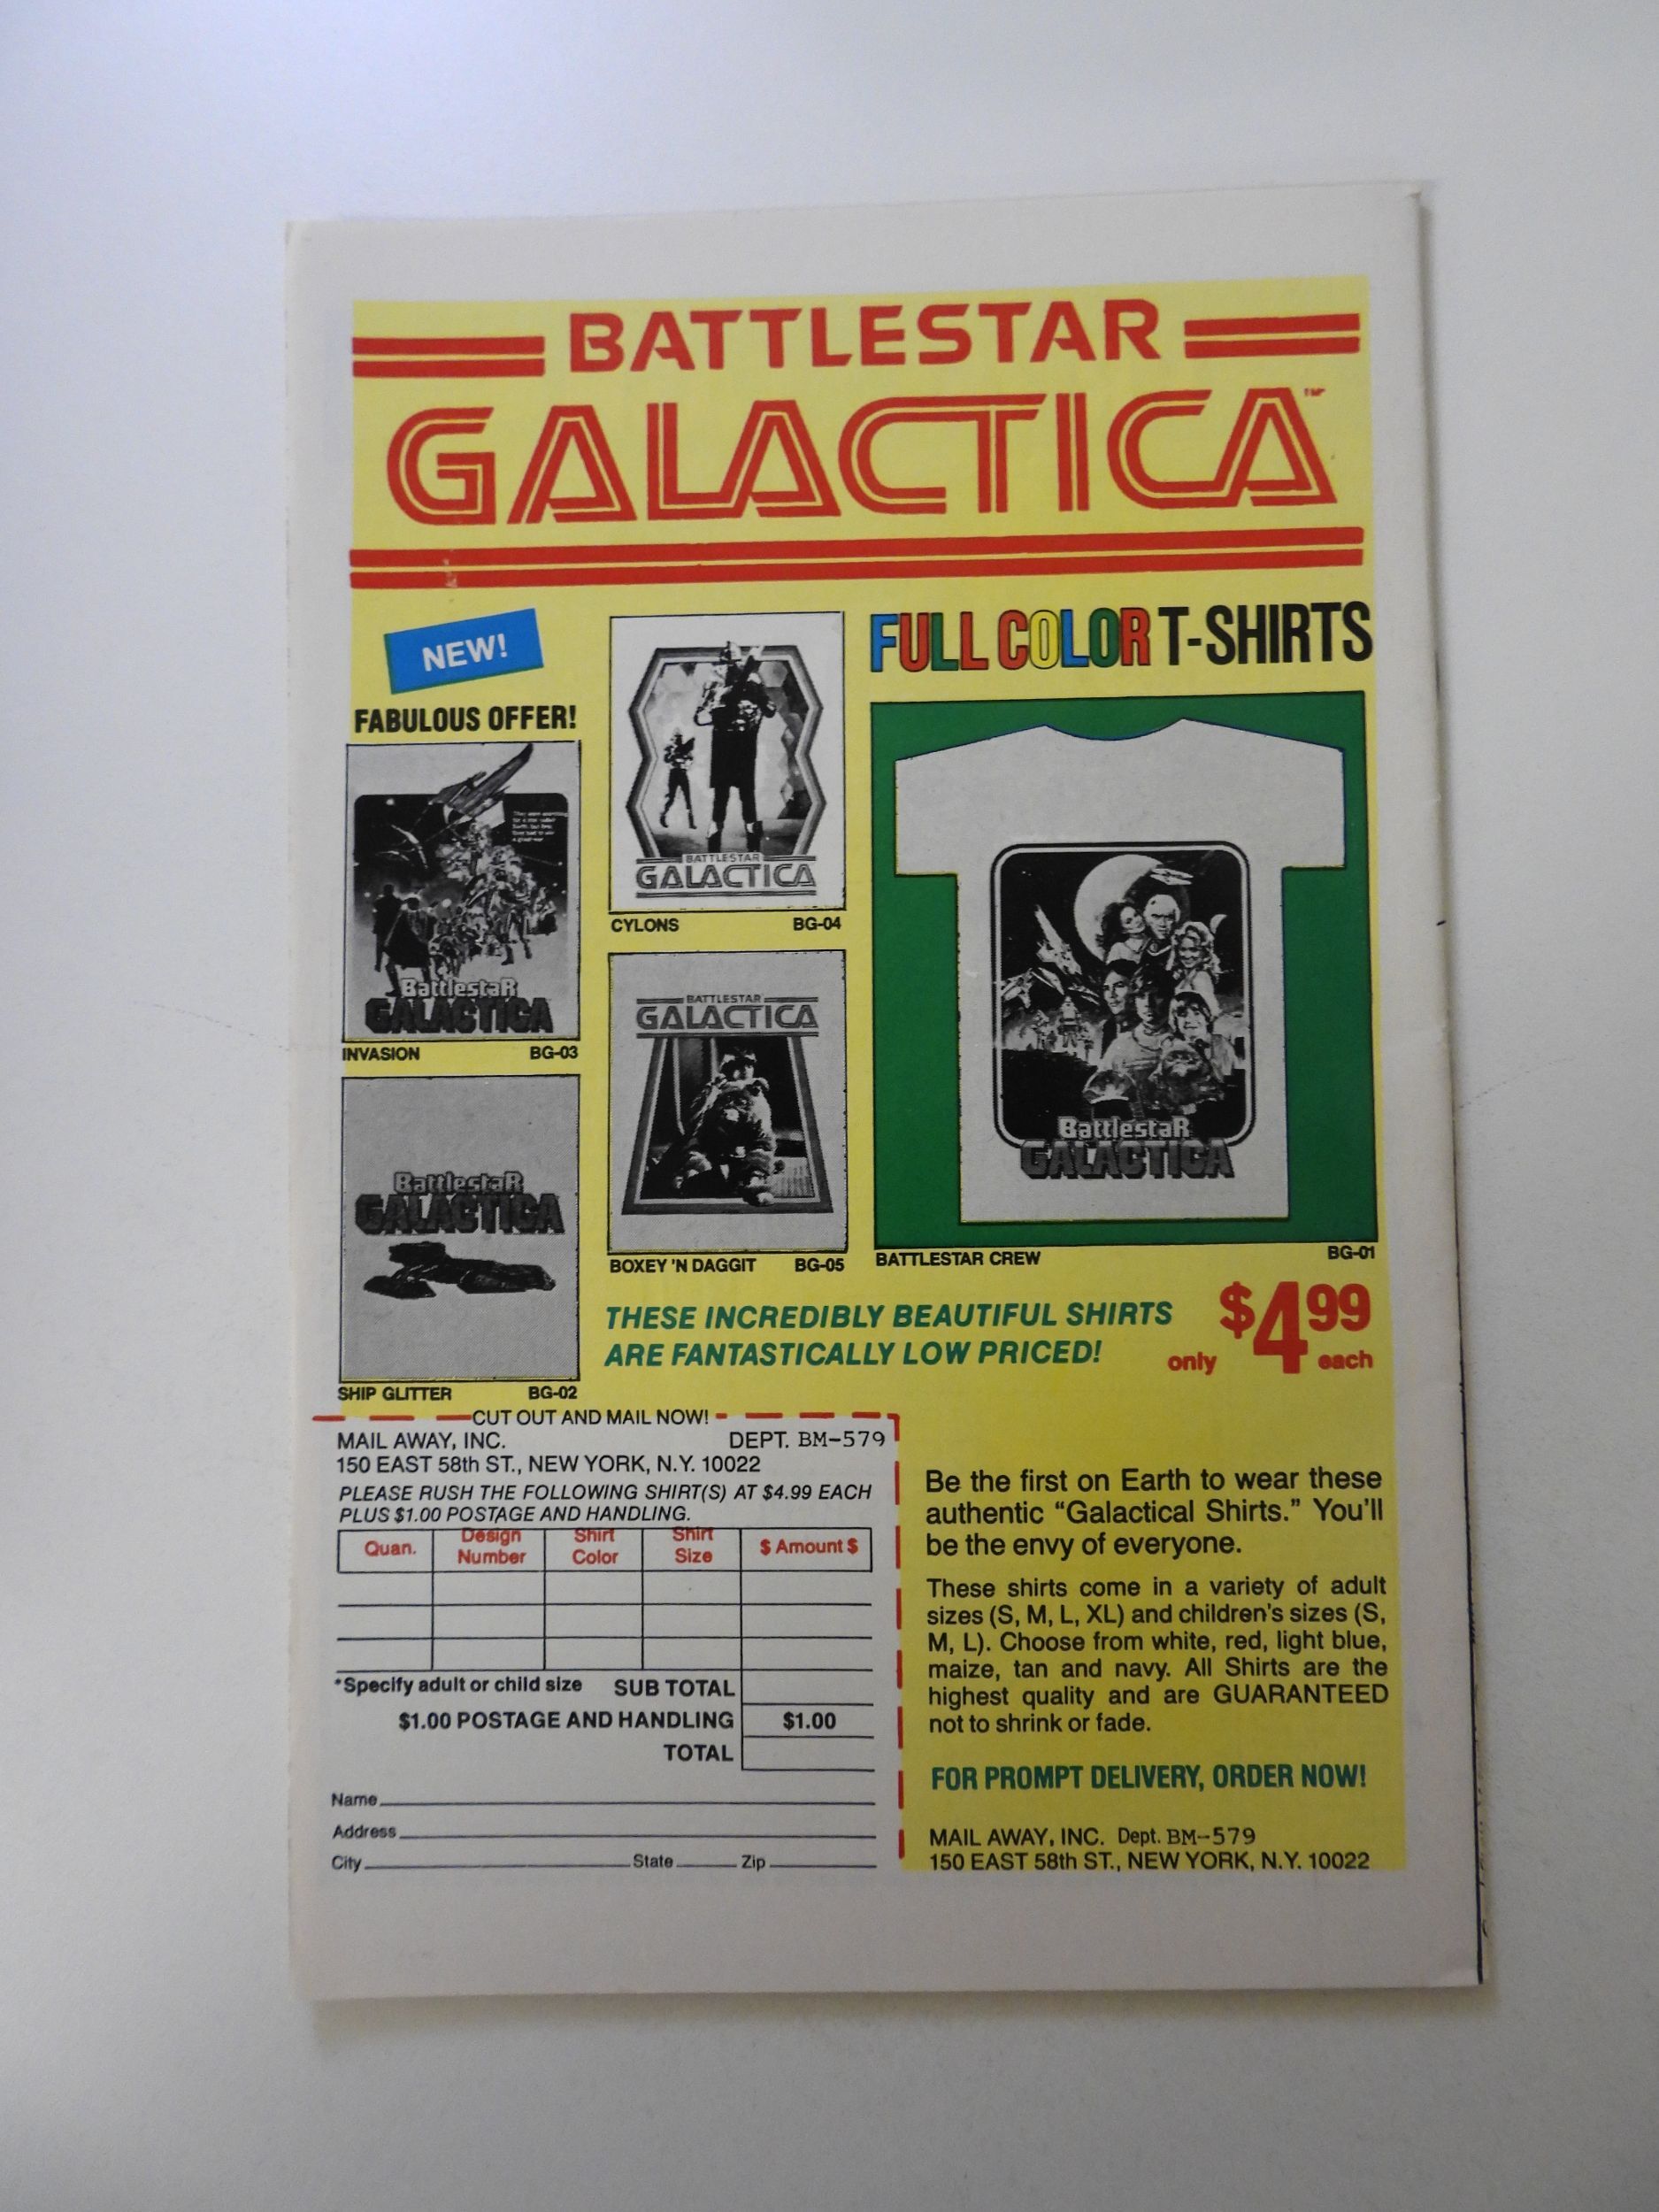 BATTLESTAR
GALACTICA™
NEW!
FABULOUS OFFER!
FULL COLOR T-SHIRTS
Battlestar
GALACTICA
INVASION BG-03
BATTLESTAR
GALACTICA
CYLONS BG-04
Battlestar
GALACTICA
SHIP GLITTER BG-02
BATTLESTAR
GALACTICA
BOXEY 'N DAGGIT BG-05
Battlestar
GALACTICA
BATTLESTAR CREW BG-01
THESE INCREDIBLY BEAUTIFUL SHIRTS
ARE FANTASTICALLY LOW PRICED!
only $4.99 each
CUT OUT AND MAIL NOW!
MAIL AWAY, INC. DEPT. BM-579
150 EAST 58th ST., NEW YORK, N.Y. 10022
PLEASE RUSH THE FOLLOWING SHIRT(S) AT $4.99 EACH
PLUS $1.00 POSTAGE AND HANDLING.
Quan. Design Number Shirt Color Shirt Size $ Amount $
*Specify adult or child size SUB TOTAL
$1.00 POSTAGE AND HANDLING $1.00
TOTAL
Name
Address
City State Zip
Be the first on Earth to wear these
authentic “Galactical Shirts.” You'll
be the envy of everyone.
These shirts come in a variety of adult
sizes (S, M, L, XL) and children's sizes (S,
M, L). Choose from white, red, light blue,
maize, tan and navy. All Shirts are the
highest quality and are GUARANTEED
not to shrink or fade.
FOR PROMPT DELIVERY, ORDER NOW!
MAIL AWAY, INC. Dept. BM-579
150 EAST 58th ST., NEW YORK, N.Y. 10022